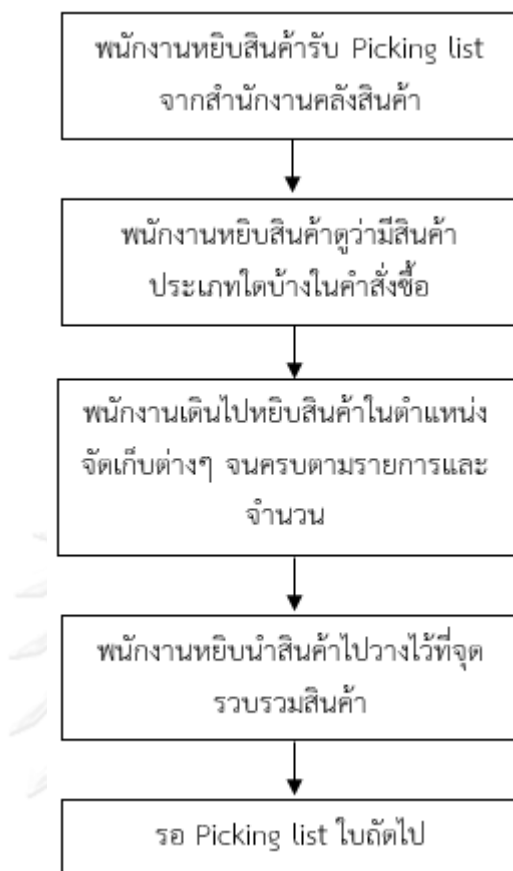 พนักงานหยิบสินค้ารับ Picking list
จากสำนักงานคลังสินค้า
พนักงานหยิบสินค้าดูว่ามีสินค้า
ประเภทใดบ้างในคำสั่งซื้อ
พนักงานเดินไปหยิบสินค้าในตำแหน่ง
จัดเก็บต่างๆ จนครบตามรายการและ
จำนวน
พนักงานหยิบนำสินค้าไปวางไว้ที่จุด
รวบรวมสินค้า
รอ Picking list ใบถัดไป